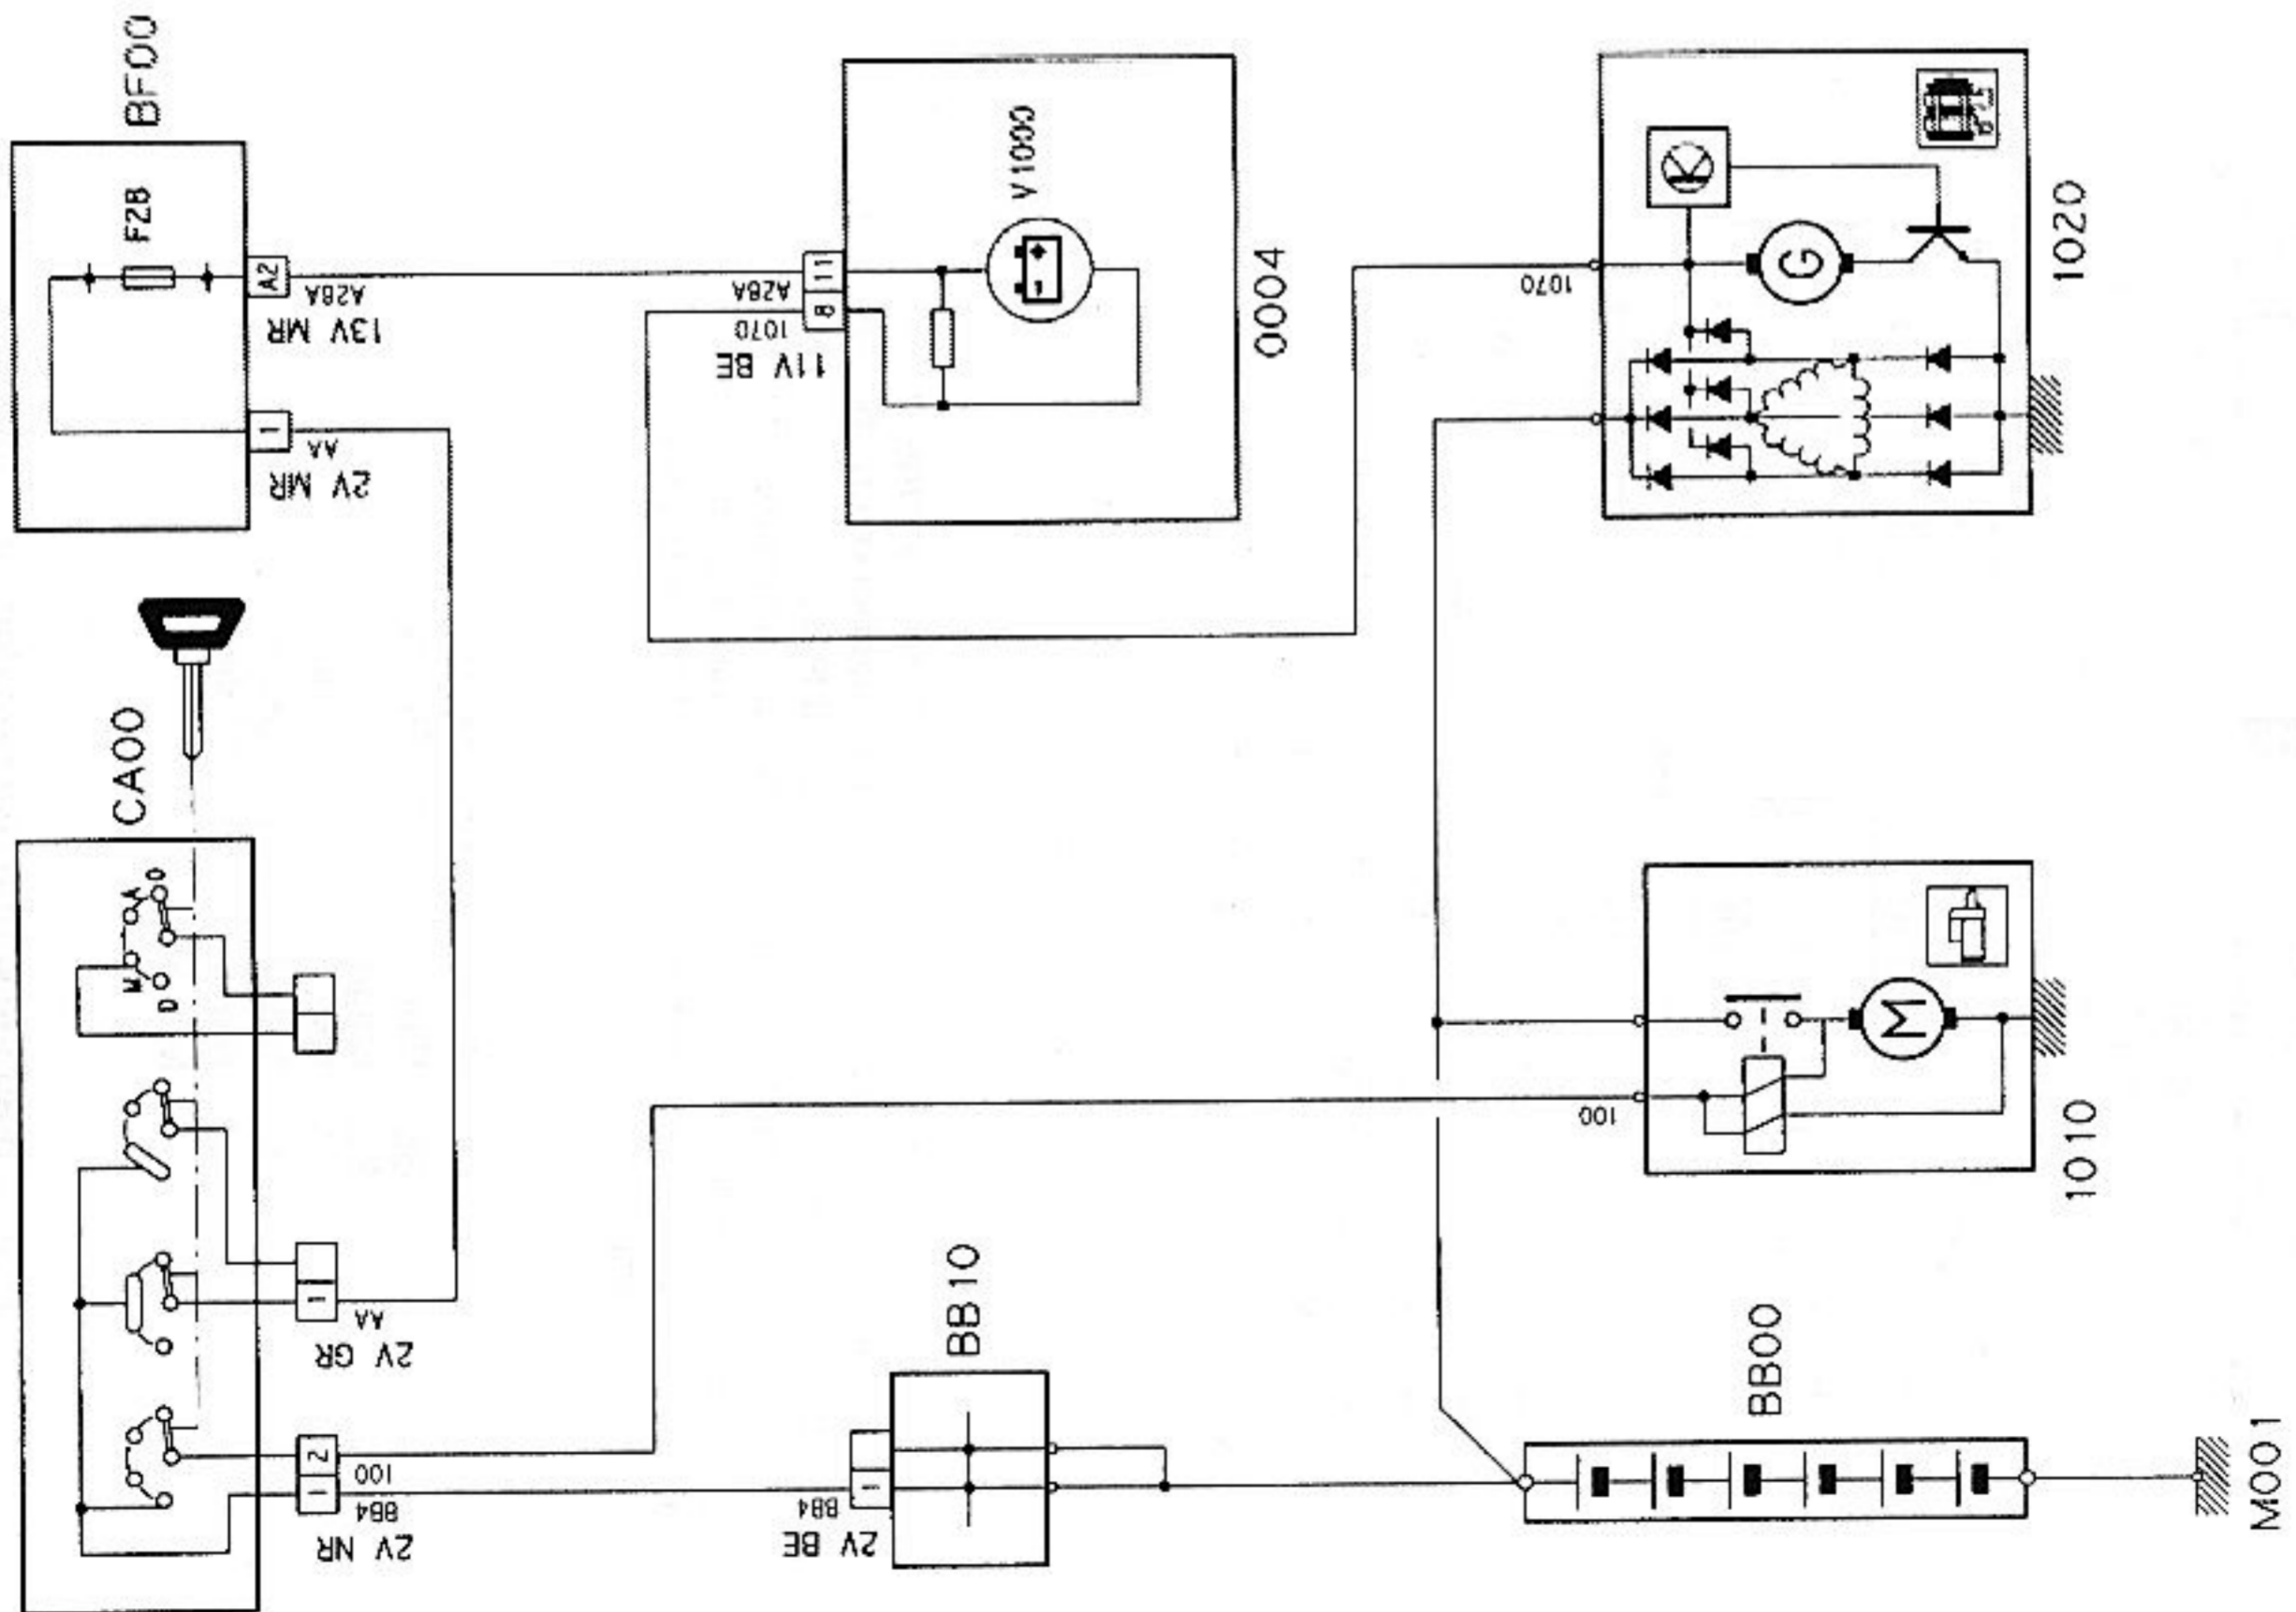 BF00
F28
A2
A28A
13V MR
1
AA
2V MR
CA00
A
O
M
D
1
AA
2V GR
2
1
100
BB4
2V NR
V1000
11
8
A28A
1070
11V BE
0004
BB10
1
BB4
2V BE
1070
K
G
1020
100
M
1010
BB00
+
-
M001